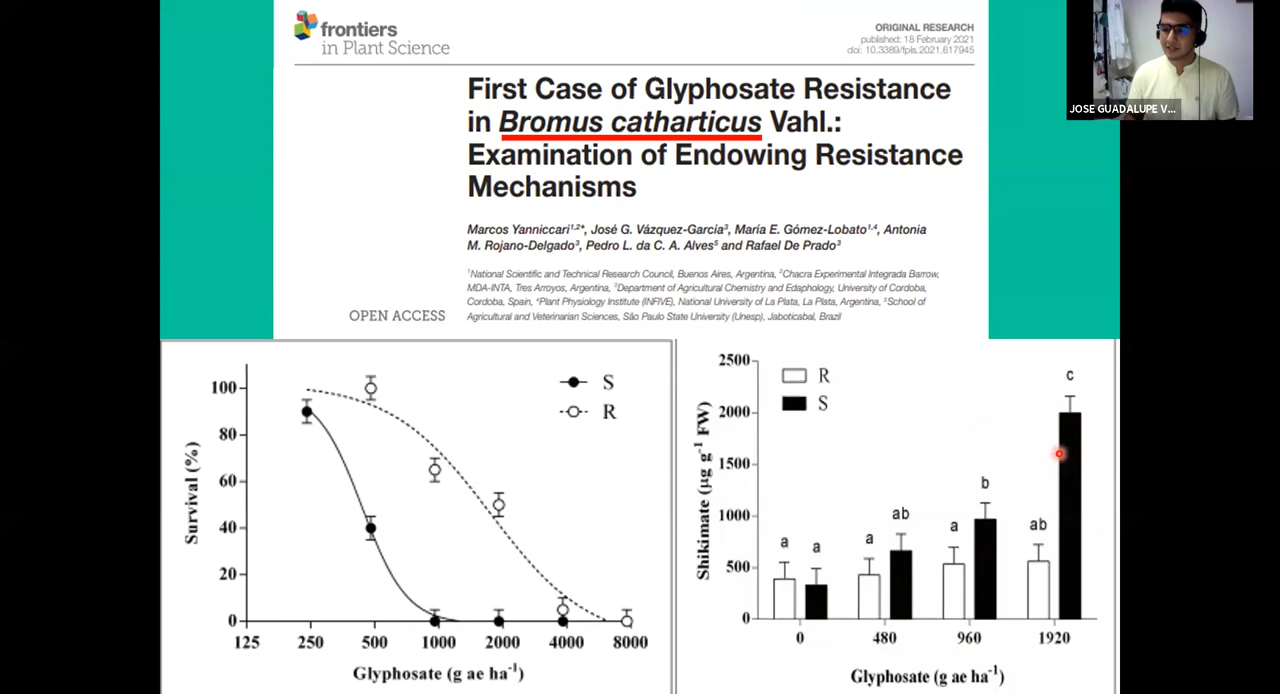 frontiers
in Plant Science
ORIGINAL RESEARCH
published: 18 February 2021
doi: 10.3389/fpls.2021.617945
First Case of Glyphosate Resistance
in Bromus catharticus Vahl.:
Examination of Endowing Resistance
Mechanisms
Marcos Yanniccari1,2*, José G. Vázquez-García3, María E. Gómez-Lobato1,4, Antonia
M. Rojano-Delgado3, Pedro L. da C. A. Alves5 and Rafael De Prado3
1National Scientific and Technical Research Council, Buenos Aires, Argentina, 2Chacra Experimental Integrada Barrow,
MDA-INTA, Tres Arroyos, Argentina, 3Department of Agricultural Chemistry and Edaphology, University of Cordoba,
Cordoba, Spain, 4Plant Physiology Institute (INFIVE), National University of La Plata, La Plata, Argentina, 5School of
Agricultural and Veterinarian Sciences, São Paulo State University (Unesp), Jaboticabal, Brazil
OPEN ACCESS
JOSE GUADALUPE V...
S
R
100
80
60
40
20
0
Survival (%)
125 250 500 1000 2000 4000 8000
Glyphosate (g ae ha-1)
R
S
2500
2000
1500
1000
500
0
Shikimate (µg g-1 FW)
a a a ab a b ab c
0 480 960 1920
Glyphosate (g ae ha-1)